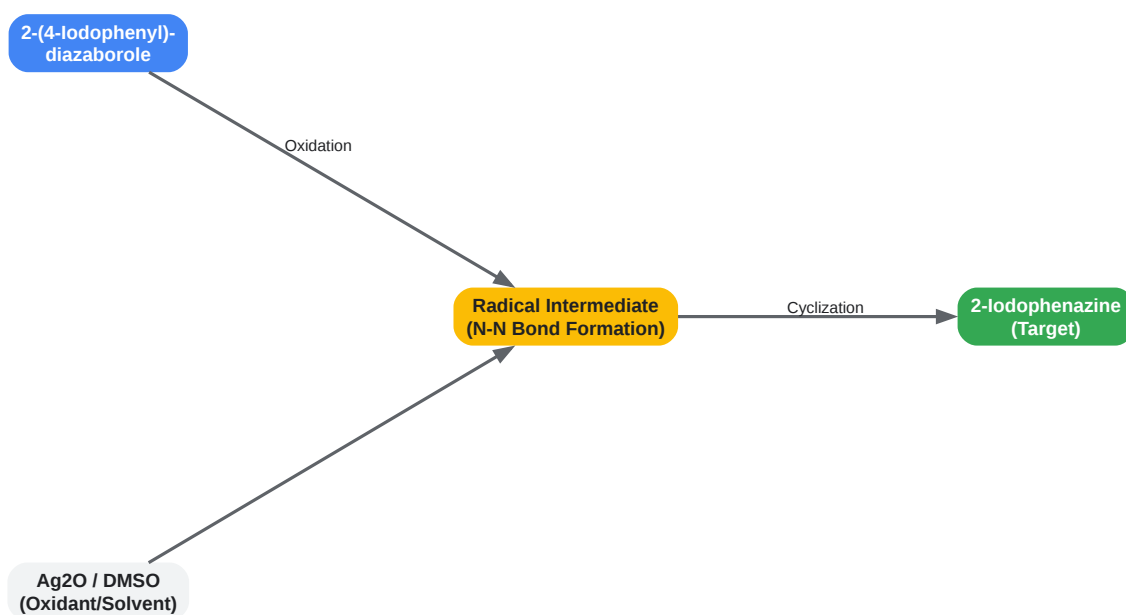 2-(4-Iodophenyl)-
diazaborole
Oxidation
Radical Intermediate
(N-N Bond Formation)
Cyclization
2-Iodophenazine
(Target)
Ag2O / DMSO
(Oxidant/Solvent)